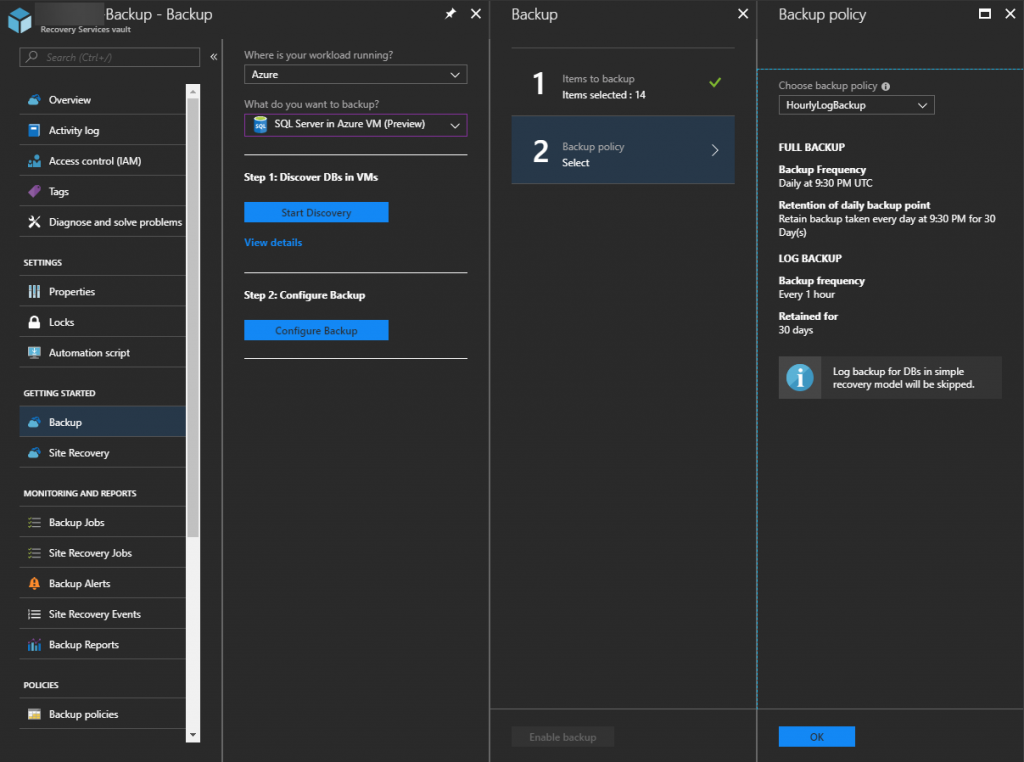 Backup - Backup
Recovery Services vault
Search (Ctrl+/)
Overview
Activity log
Access control (IAM)
Tags
Diagnose and solve problems
SETTINGS
Properties
Locks
Automation script
GETTING STARTED
Backup
Site Recovery
MONITORING AND REPORTS
Backup Jobs
Site Recovery Jobs
Backup Alerts
Site Recovery Events
Backup Reports
POLICIES
Backup policies
Where is your workload running?
Azure
What do you want to backup?
SQL
SQL Server in Azure VM (Preview)
Step 1: Discover DBs in VMs
Start Discovery
View details
Step 2: Configure Backup
Configure Backup
Backup
1
Items to backup
Items selected : 14
2
Backup policy
Select
Enable backup
Backup policy
Choose backup policy
HourlyLogBackup
FULL BACKUP
Backup Frequency
Daily at 9:30 PM UTC
Retention of daily backup point
Retain backup taken every day at 9:30 PM for 30
Day(s)
LOG BACKUP
Backup frequency
Every 1 hour
Retained for
30 days
Log backup for DBs in simple
recovery model will be skipped.
OK